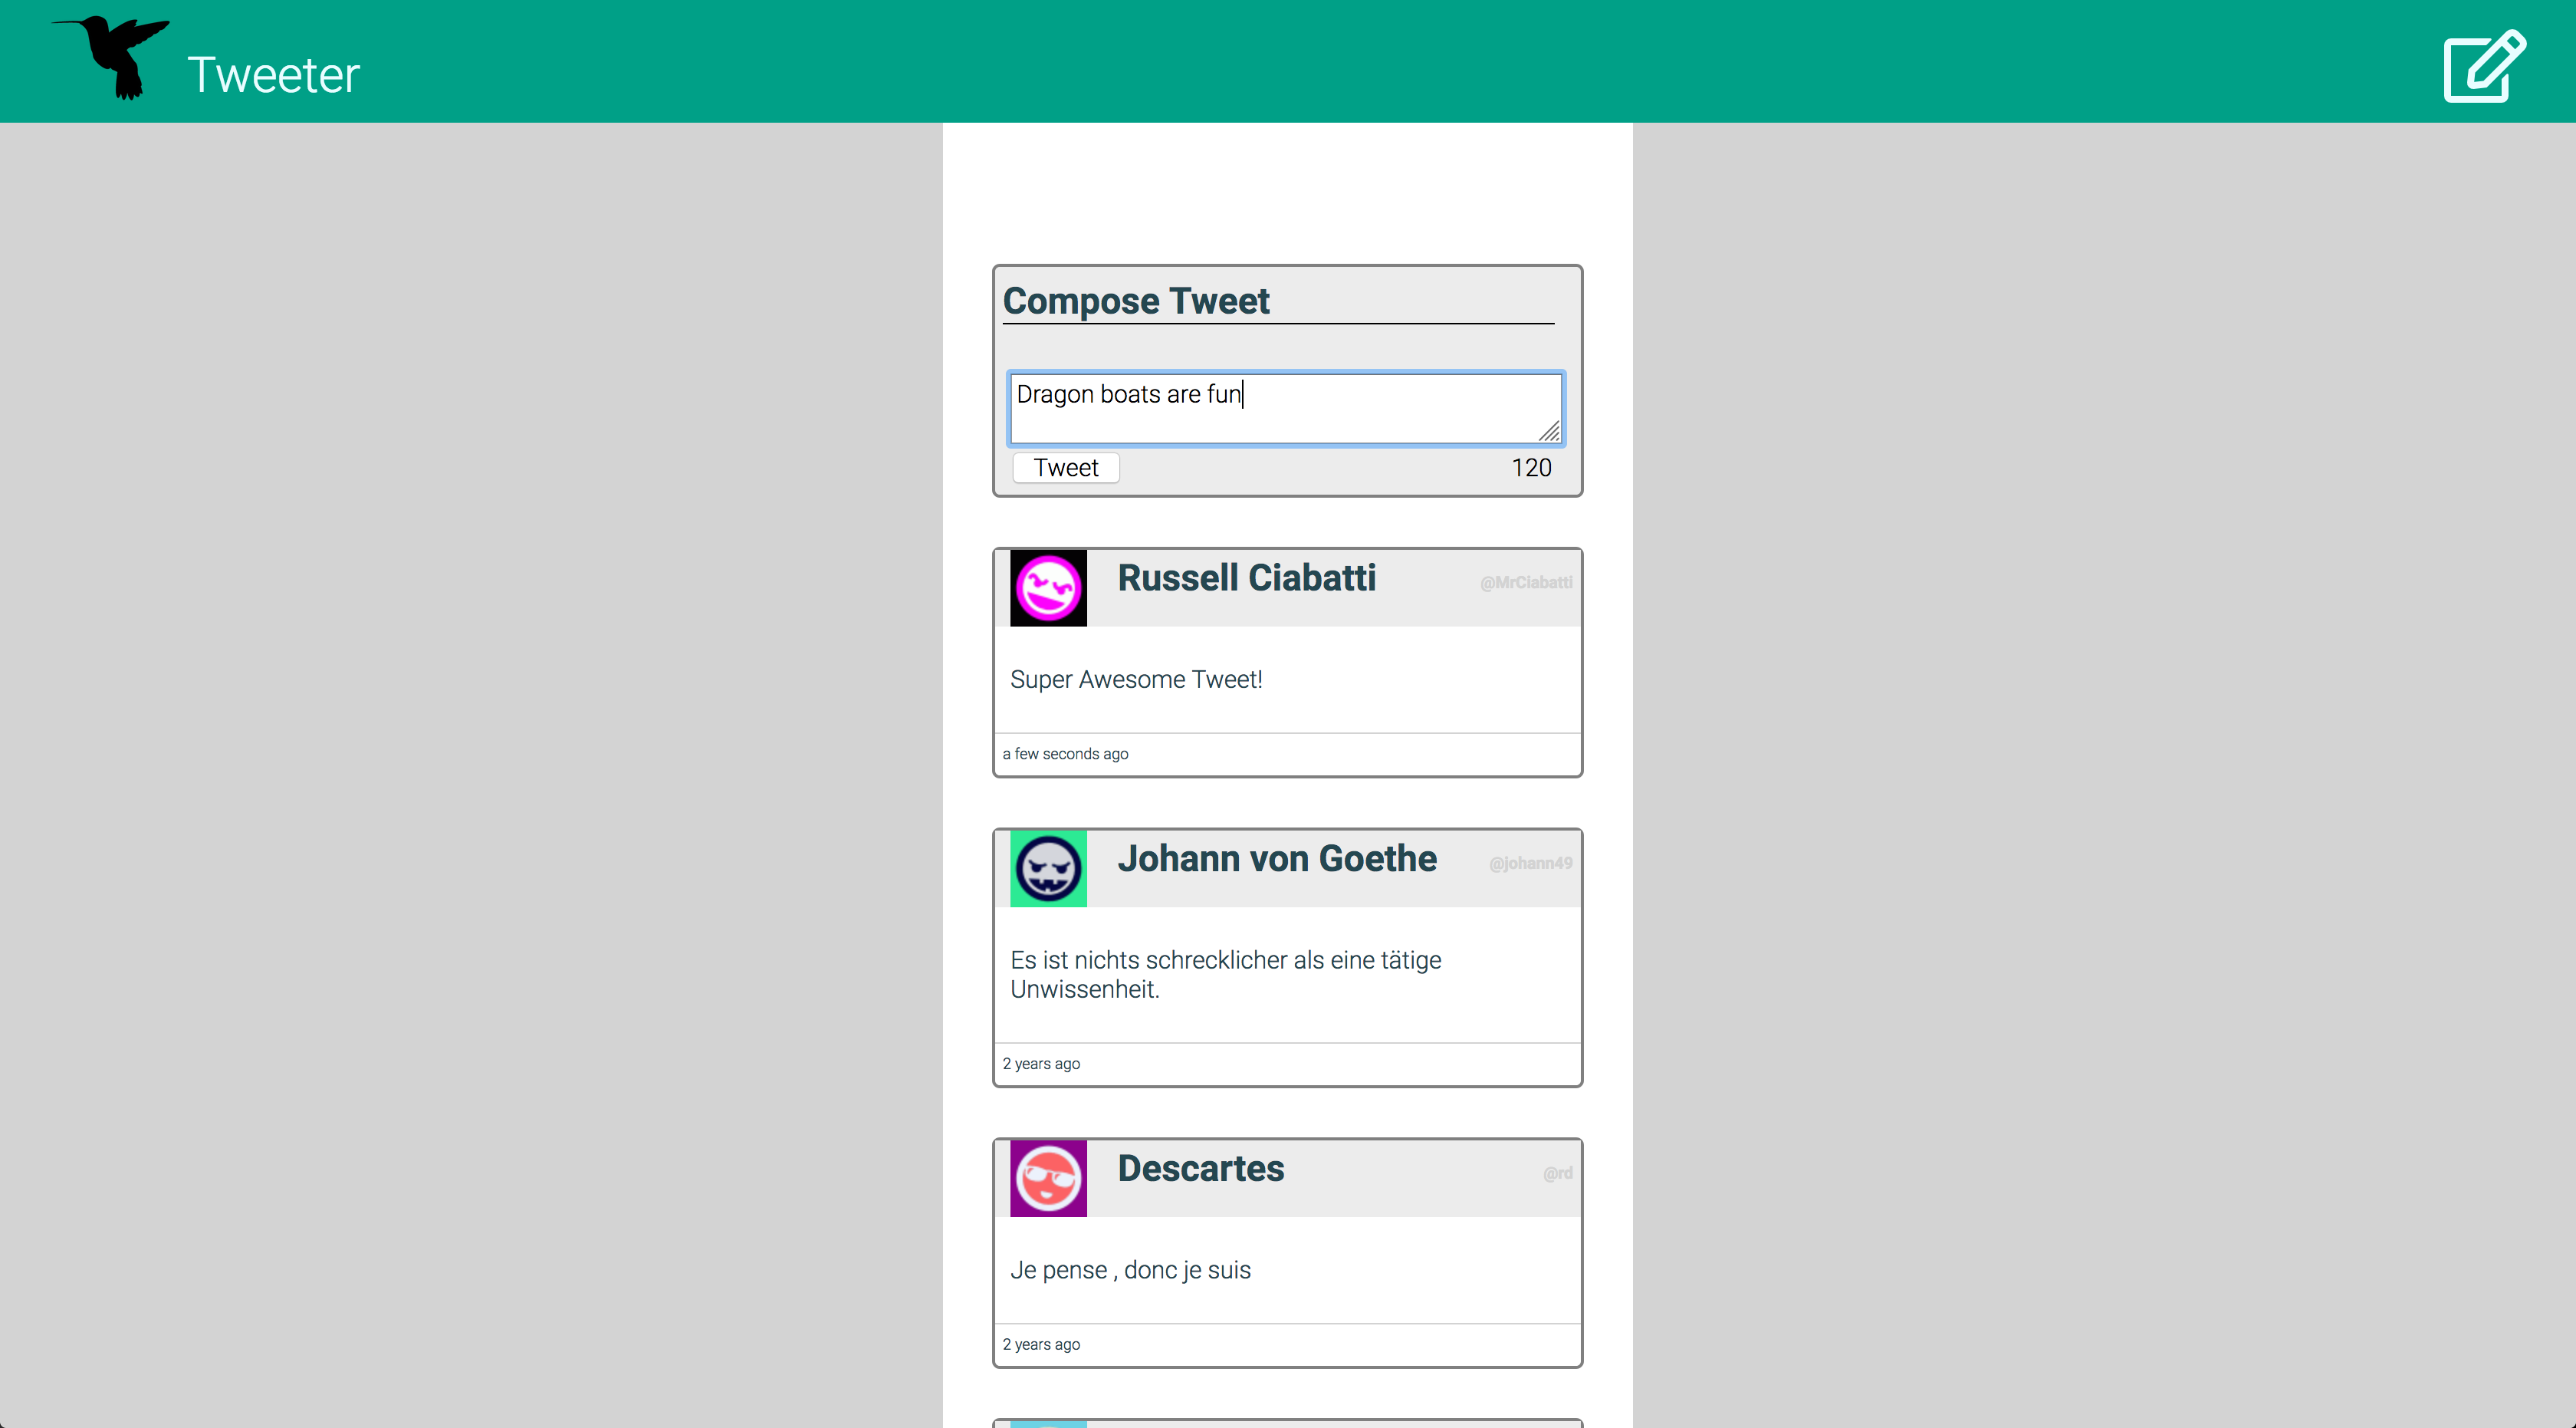 Tweeter
Compose Tweet
Dragon boats are fun
Tweet
120
Russell Ciabatti
@MrCiabatti
Super Awesome Tweet!
a few seconds ago
Johann von Goethe
@johann49
Es ist nichts schrecklicher als eine tätige
Unwissenheit.
2 years ago
Descartes
@rd
Je pense , donc je suis
2 years ago